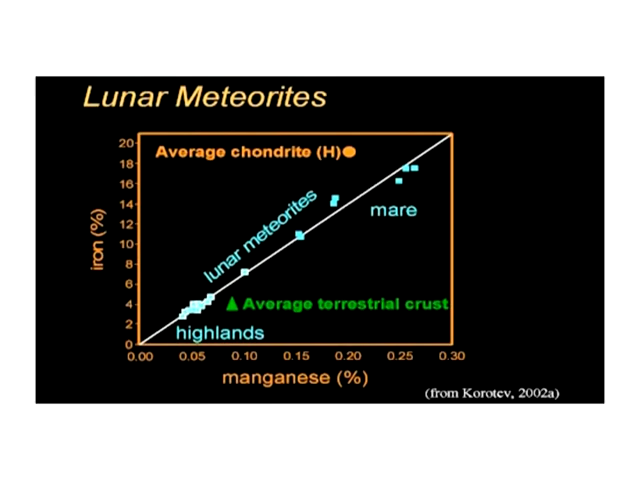 Lunar Meteorites
Average chondrite (H)
lunar meteorites
mare
Average terrestrial crust
highlands
iron (%)
20
18
16
14
12
10
8
6
4
2
0
0.00 0.05 0.10 0.15 0.20 0.25 0.30
manganese (%)
(from Korotev, 2002a)